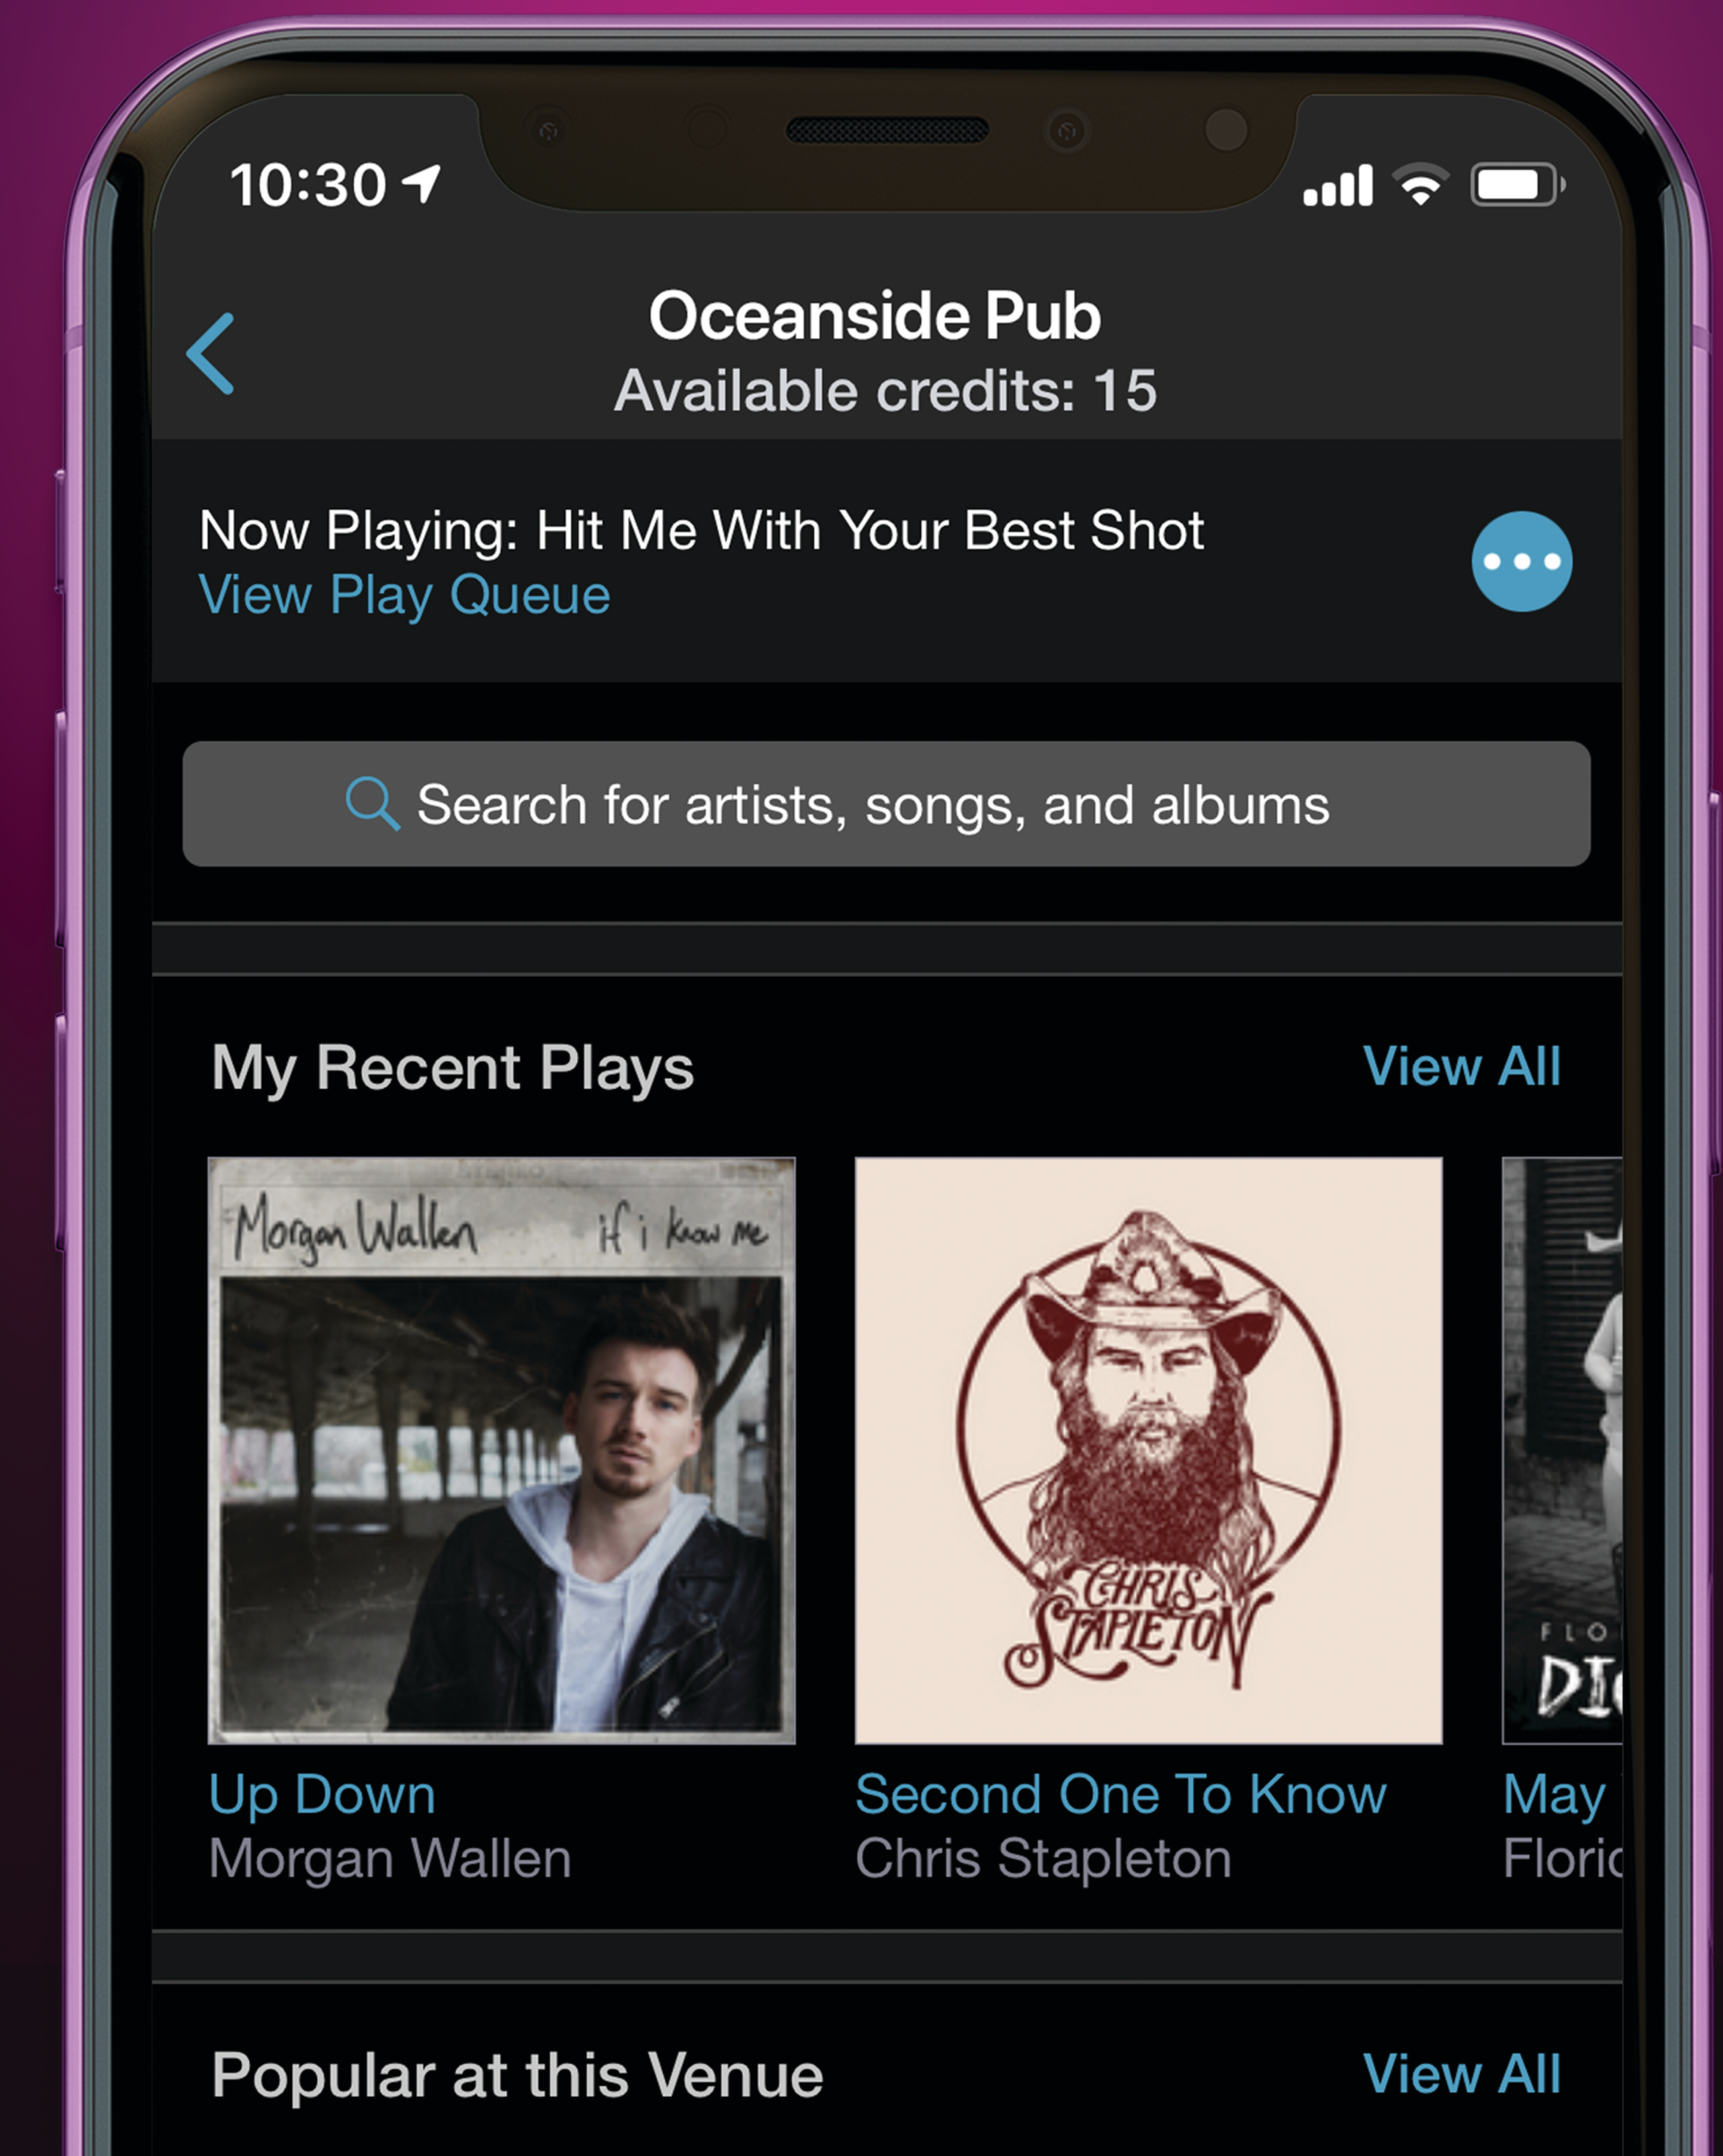 10:30
Oceanside Pub
Available credits: 15
Now Playing: Hit Me With Your Best Shot
View Play Queue
Search for artists, songs, and albums
My Recent Plays
View All
Morgan Wallen if i know me
CHRIS
STAPLETON
Up Down
Morgan Wallen
Second One To Know
Chris Stapleton
May
Popular at this Venue
View All